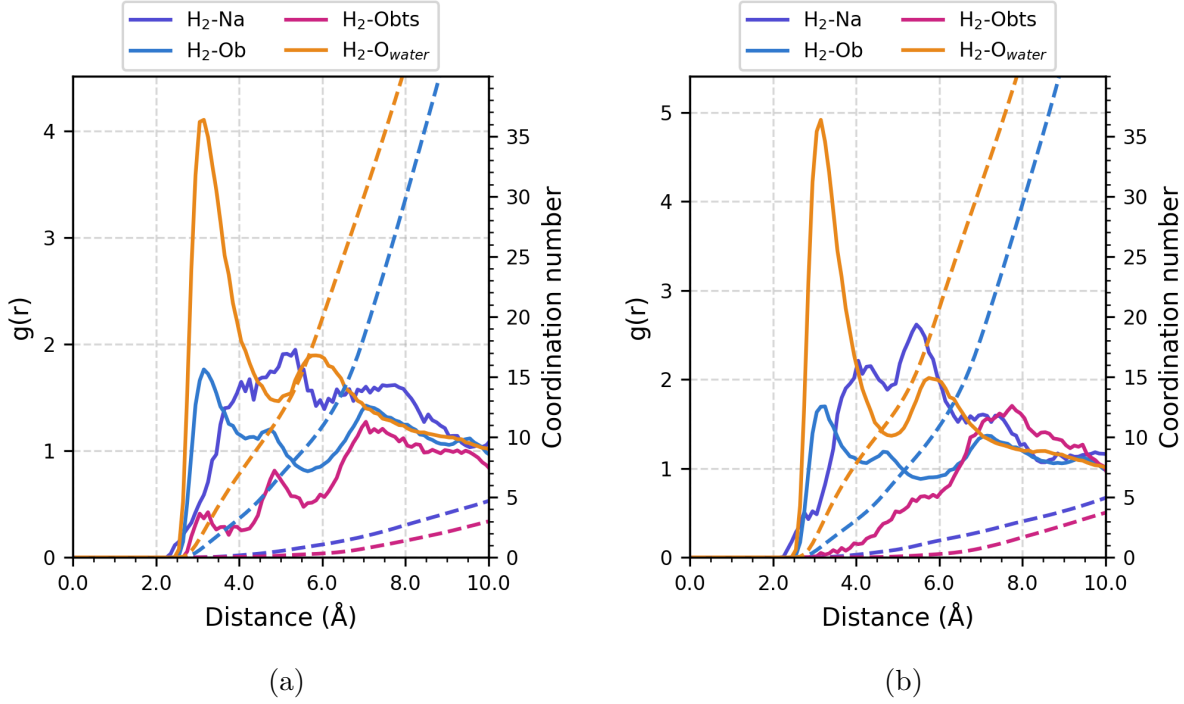 H₂-Na
H₂-Ob
H₂-Obts
H₂-O_water
4
3
2
1
0
g(r)
35
30
25
20
15
10
5
0
Coordination number
0.0 2.0 4.0 6.0 8.0 10.0
Distance (Å)
(a)
H₂-Na
H₂-Ob
H₂-Obts
H₂-O_water
5
4
3
2
1
0
g(r)
35
30
25
20
15
10
5
0
Coordination number
0.0 2.0 4.0 6.0 8.0 10.0
Distance (Å)
(b)